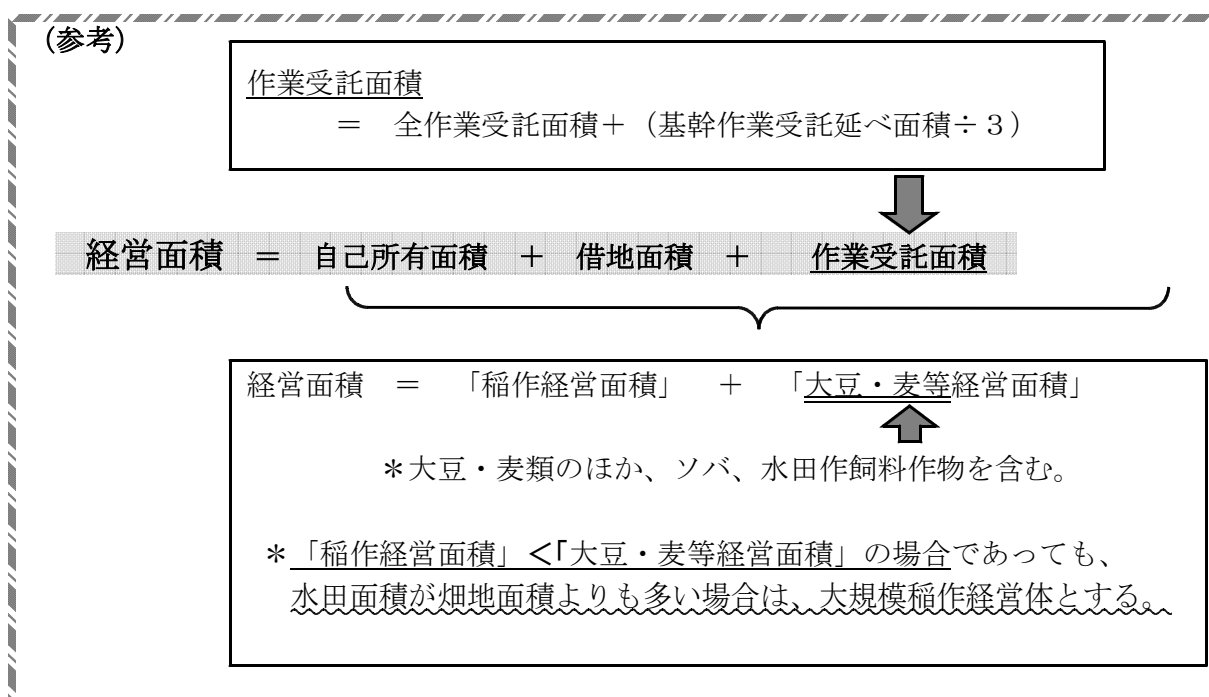 (参考)
作業受託面積
＝ 全作業受託面積＋（基幹作業受託延べ面積÷３）
経営面積 ＝ 自己所有面積 ＋ 借地面積 ＋ 作業受託面積
経営面積 ＝ 「稲作経営面積」 ＋ 「大豆・麦等経営面積」
＊大豆・麦類のほか、ソバ、水田作飼料作物を含む。
＊「稲作経営面積」＜「大豆・麦等経営面積」の場合であっても、
水田面積が畑地面積よりも多い場合は、大規模稲作経営体とする。